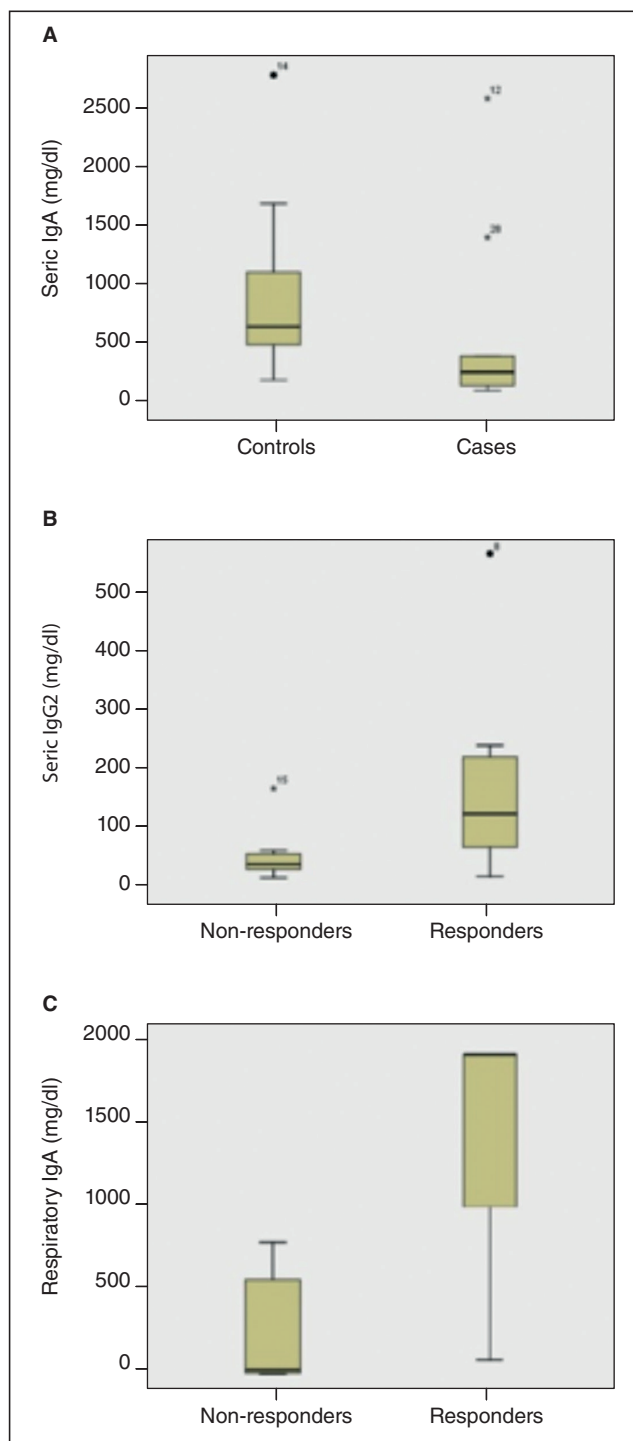 A
Seric IgA (mg/dl)
2500
2000
1500
1000
500
0
14
12
28
Controls Cases
B
Seric IgG2 (mg/dl)
500
400
300
200
100
0
15
Non-responders Responders
C
Respiratory IgA (mg/dl)
2000
1500
1000
500
0
Non-responders Responders